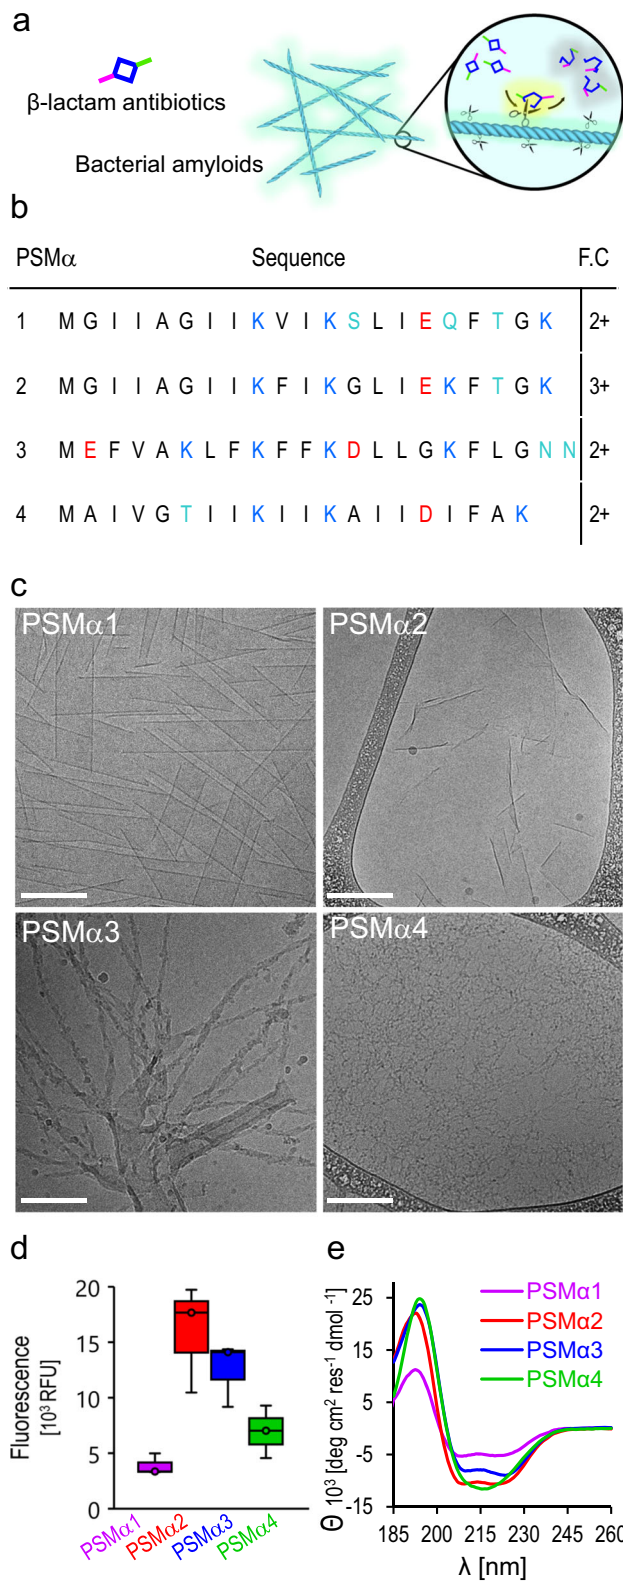 a
β-lactam antibiotics
Bacterial amyloids
b
PSMα Sequence F.C
1 M G I I A G I I K V I K S L I E Q F T G K 2+
2 M G I I A G I I K F I K G L I E K F T G K 3+
3 M E F V A K L F K F F K D L L G K F L G N N 2+
4 M A I V G T I I K I I K A I I D I F A K 2+
c
PSMα1 PSMα2
PSMα3 PSMα4
d
Fluorescence
[10³ RFU]
20
15
10
5
0
PSMα1 PSMα2 PSMα3 PSMα4
e
Θ 10³ [deg cm² res⁻¹ dmol ⁻¹]
25
15
5
-5
-15
PSMα1
PSMα2
PSMα3
PSMα4
185 200 215 230 245 260
λ [nm]